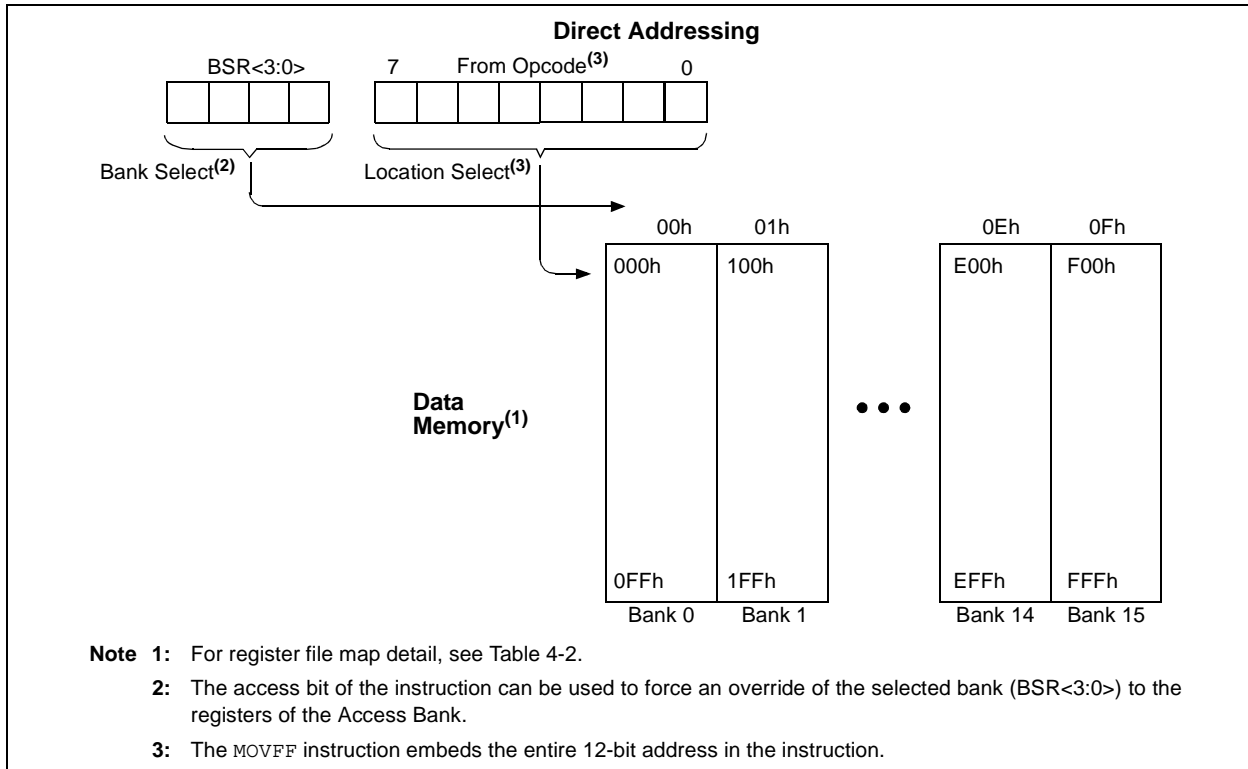 Direct Addressing
BSR<3:0>
7 From Opcode(3) 0
Bank Select(2)
Location Select(3)
00h 01h 0Eh 0Fh
000h 100h E00h F00h
Data
Memory(1)
0FFh 1FFh EFFh FFFh
Bank 0 Bank 1 Bank 14 Bank 15
Note 1: For register file map detail, see Table 4-2.
2: The access bit of the instruction can be used to force an override of the selected bank (BSR<3:0>) to the
registers of the Access Bank.
3: The MOVFF instruction embeds the entire 12-bit address in the instruction.